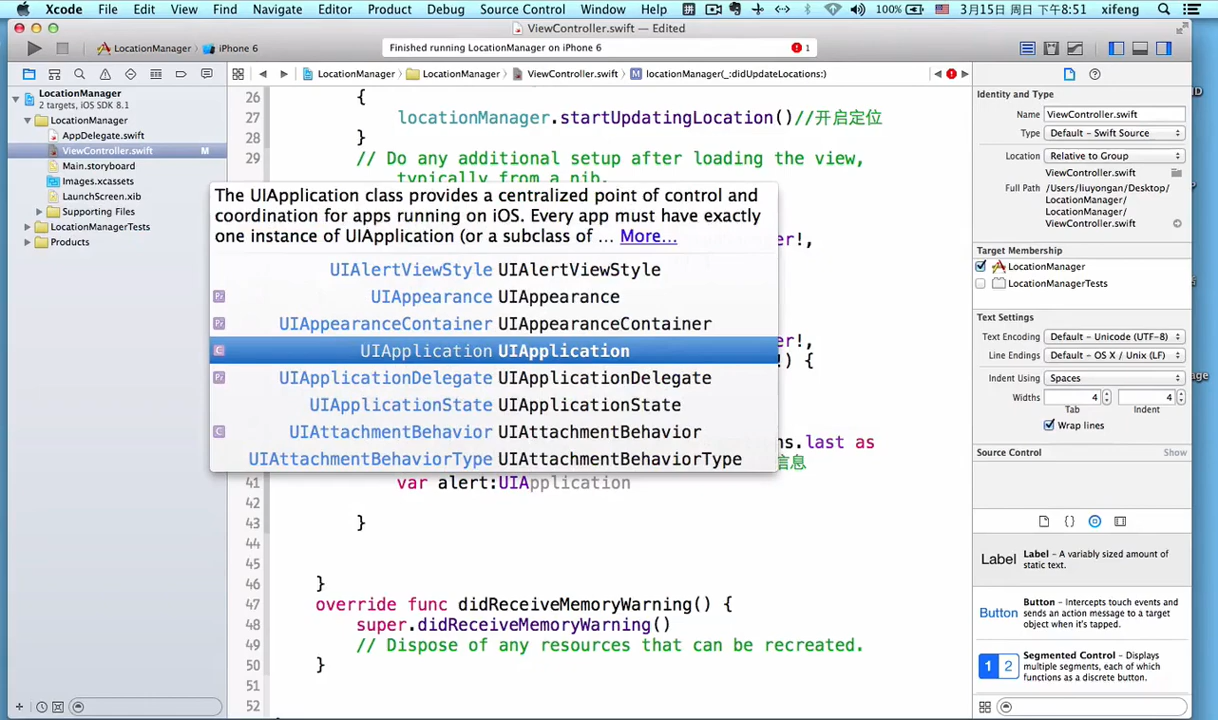 Xcode File Edit View Find Navigate Editor Product Debug Source Control Window Help 100% 3月15日 周日 下午8:51 xifeng
ViewController.swift — Edited
LocationManager iPhone 6
Finished running LocationManager on iPhone 6
1
LocationManager LocationManager ViewController.swift M locationManager(_:didUpdateLocations:)
LocationManager
2 targets, iOS SDK 8.1
LocationManager
AppDelegate.swift
ViewController.swift M
Main.storyboard
Images.xcassets
LaunchScreen.xib
Supporting Files
LocationManagerTests
Products
26 {
27 locationManager.startUpdatingLocation()//开启定位
28 }
29 // Do any additional setup after loading the view,
typically from a nib.
The UIApplication class provides a centralized point of control and
coordination for apps running on iOS. Every app must have exactly
one instance of UIApplication (or a subclass of ... More...
er!,
UIAlertViewStyle UIAlertViewStyle
Pr UIAppearance UIAppearance
Pr UIAppearanceContainer UIAppearanceContainer
er!,
C UIApplication UIApplication
!) {
Pr UIApplicationDelegate UIApplicationDelegate
UIApplicationState UIApplicationState
C UIAttachmentBehavior UIAttachmentBehavior
ns.last as
UIAttachmentBehaviorType UIAttachmentBehaviorType
信息
41 var alert:UIApplication
42
43 }
44
45
46 }
47 override func didReceiveMemoryWarning() {
48 super.didReceiveMemoryWarning()
49 // Dispose of any resources that can be recreated.
50 }
51
52
Identity and Type
Name ViewController.swift
Type Default - Swift Source
Location Relative to Group
ViewController.swift
Full Path /Users/liuyongan/Desktop/
LocationManager/
LocationManager/
ViewController.swift
Target Membership
LocationManager
LocationManagerTests
Text Settings
Text Encoding Default - Unicode (UTF-8)
Line Endings Default - OS X / Unix (LF)
Indent Using Spaces
Widths 4 4
Tab Indent
Wrap lines
Source Control Show
Label Label - A variably sized amount of
static text.
Button Button - Intercepts touch events and
sends an action message to a target
object when it's tapped.
1 2 Segmented Control - Displays
multiple segments, each of which
functions as a discrete button.